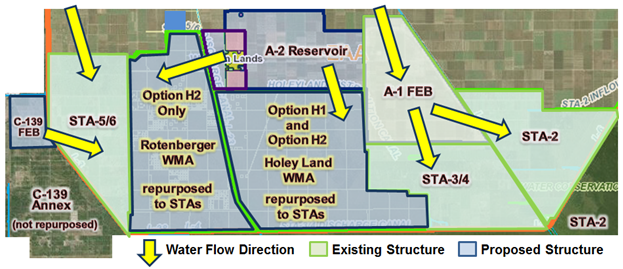 A-2 Reservoir
Lands
HOLEYLAND
A-1 FEB
Option H2
Only
Rotenberger
WMA
repurposed
to STAs
Option H1
and
Option H2
Holey Land
WMA
repurposed
to STAs
STA-5/6
C-139
FEB
C-139
Annex
(not repurposed)
STA-2 INFLOW
STA-2
STA-3/4
STA-2
Water Flow Direction
Existing Structure
Proposed Structure